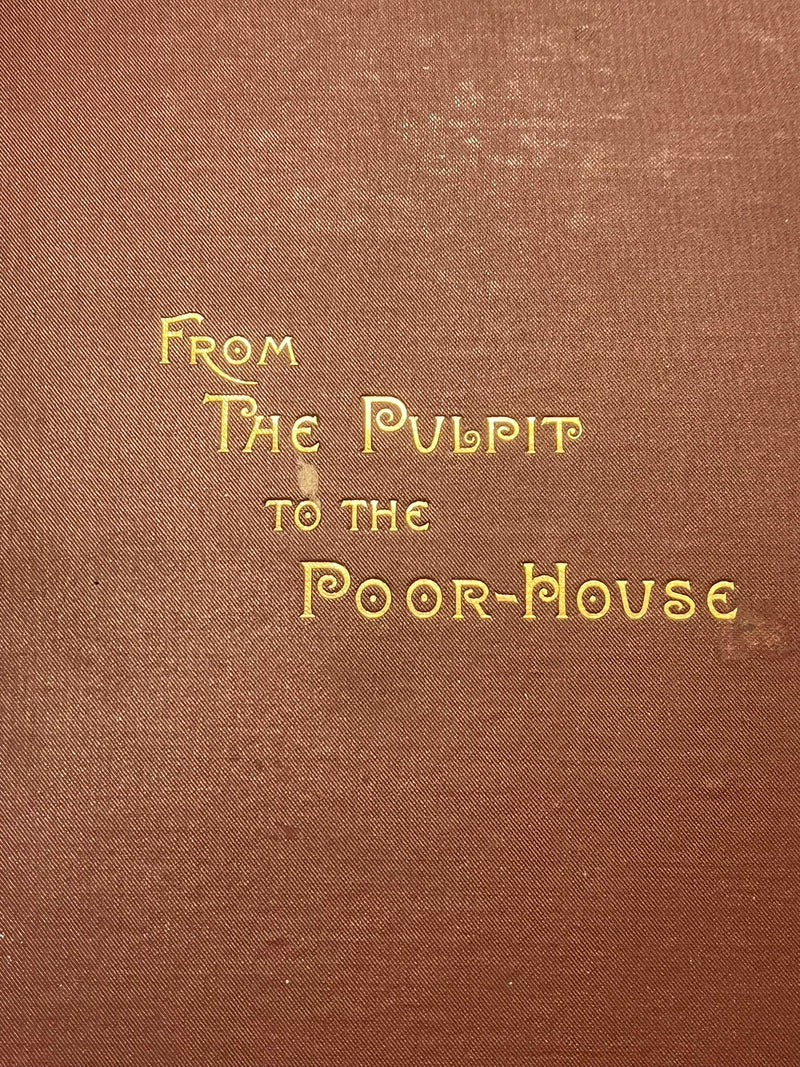 From
The Pulpit
to the
Poor-House